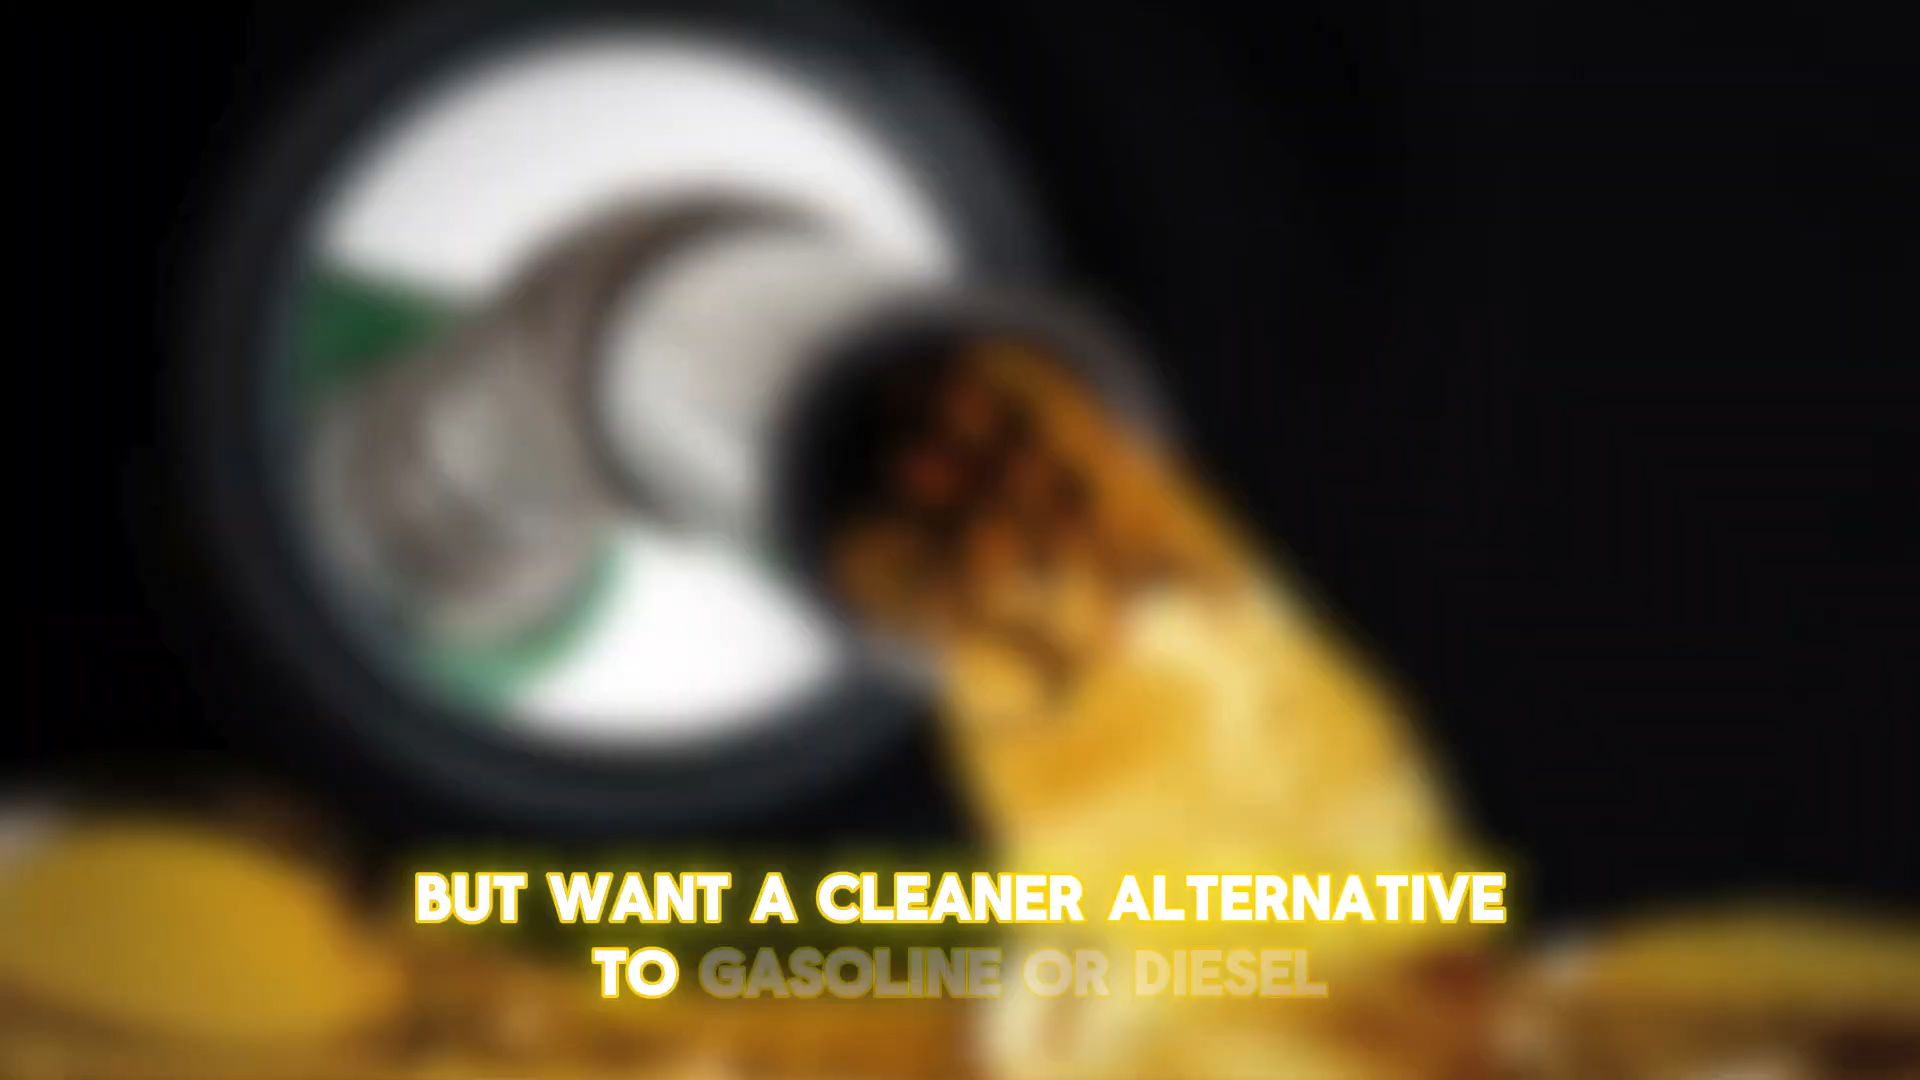 BUT WANT A CLEANER ALTERNATIVE
TO GASOLINE OR DIESEL